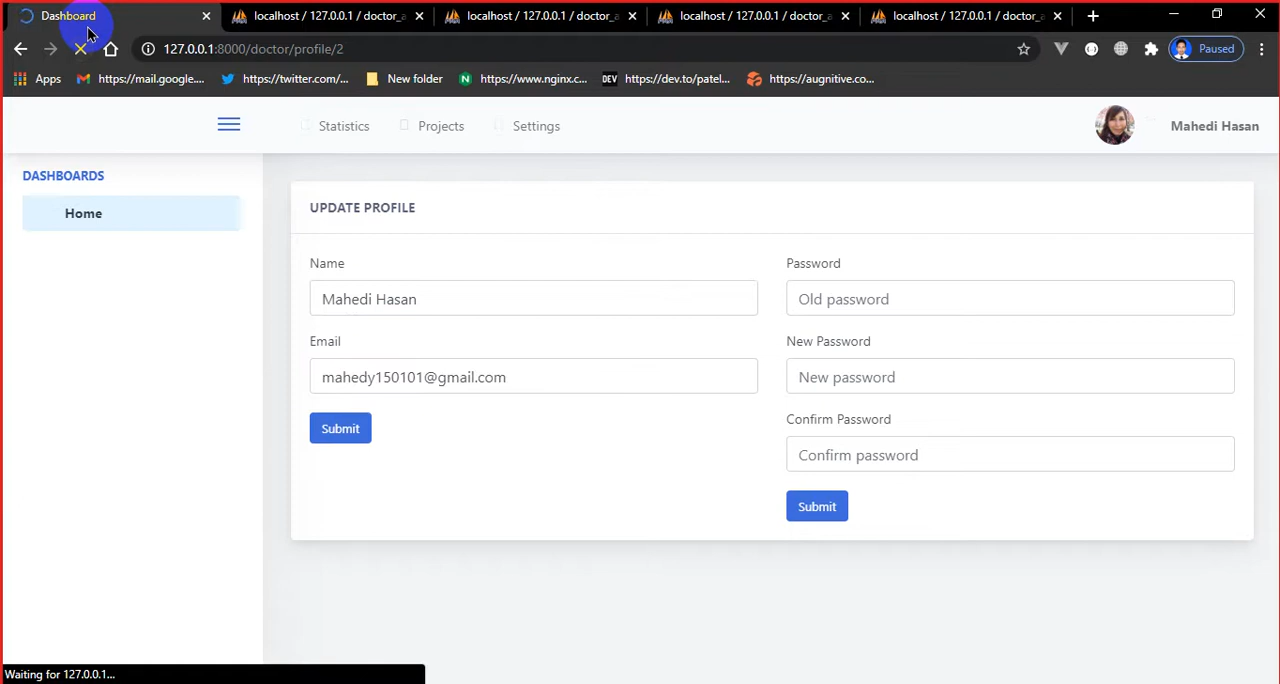 Dashboard
localhost / 127.0.0.1 / doctor_a
localhost / 127.0.0.1 / doctor_a
localhost / 127.0.0.1 / doctor_a
localhost / 127.0.0.1 / doctor_a
127.0.0.1:8000/doctor/profile/2
Paused
Apps
https://mail.google...
https://twitter.com/...
New folder
N
https://www.nginx.c...
DEV
https://dev.to/patel...
https://augnitive.co...
Statistics
Projects
Settings
Mahedi Hasan
DASHBOARDS
Home
UPDATE PROFILE
Name
Mahedi Hasan
Email
mahedy150101@gmail.com
Submit
Password
Old password
New Password
New password
Confirm Password
Confirm password
Submit
Waiting for 127.0.0.1...